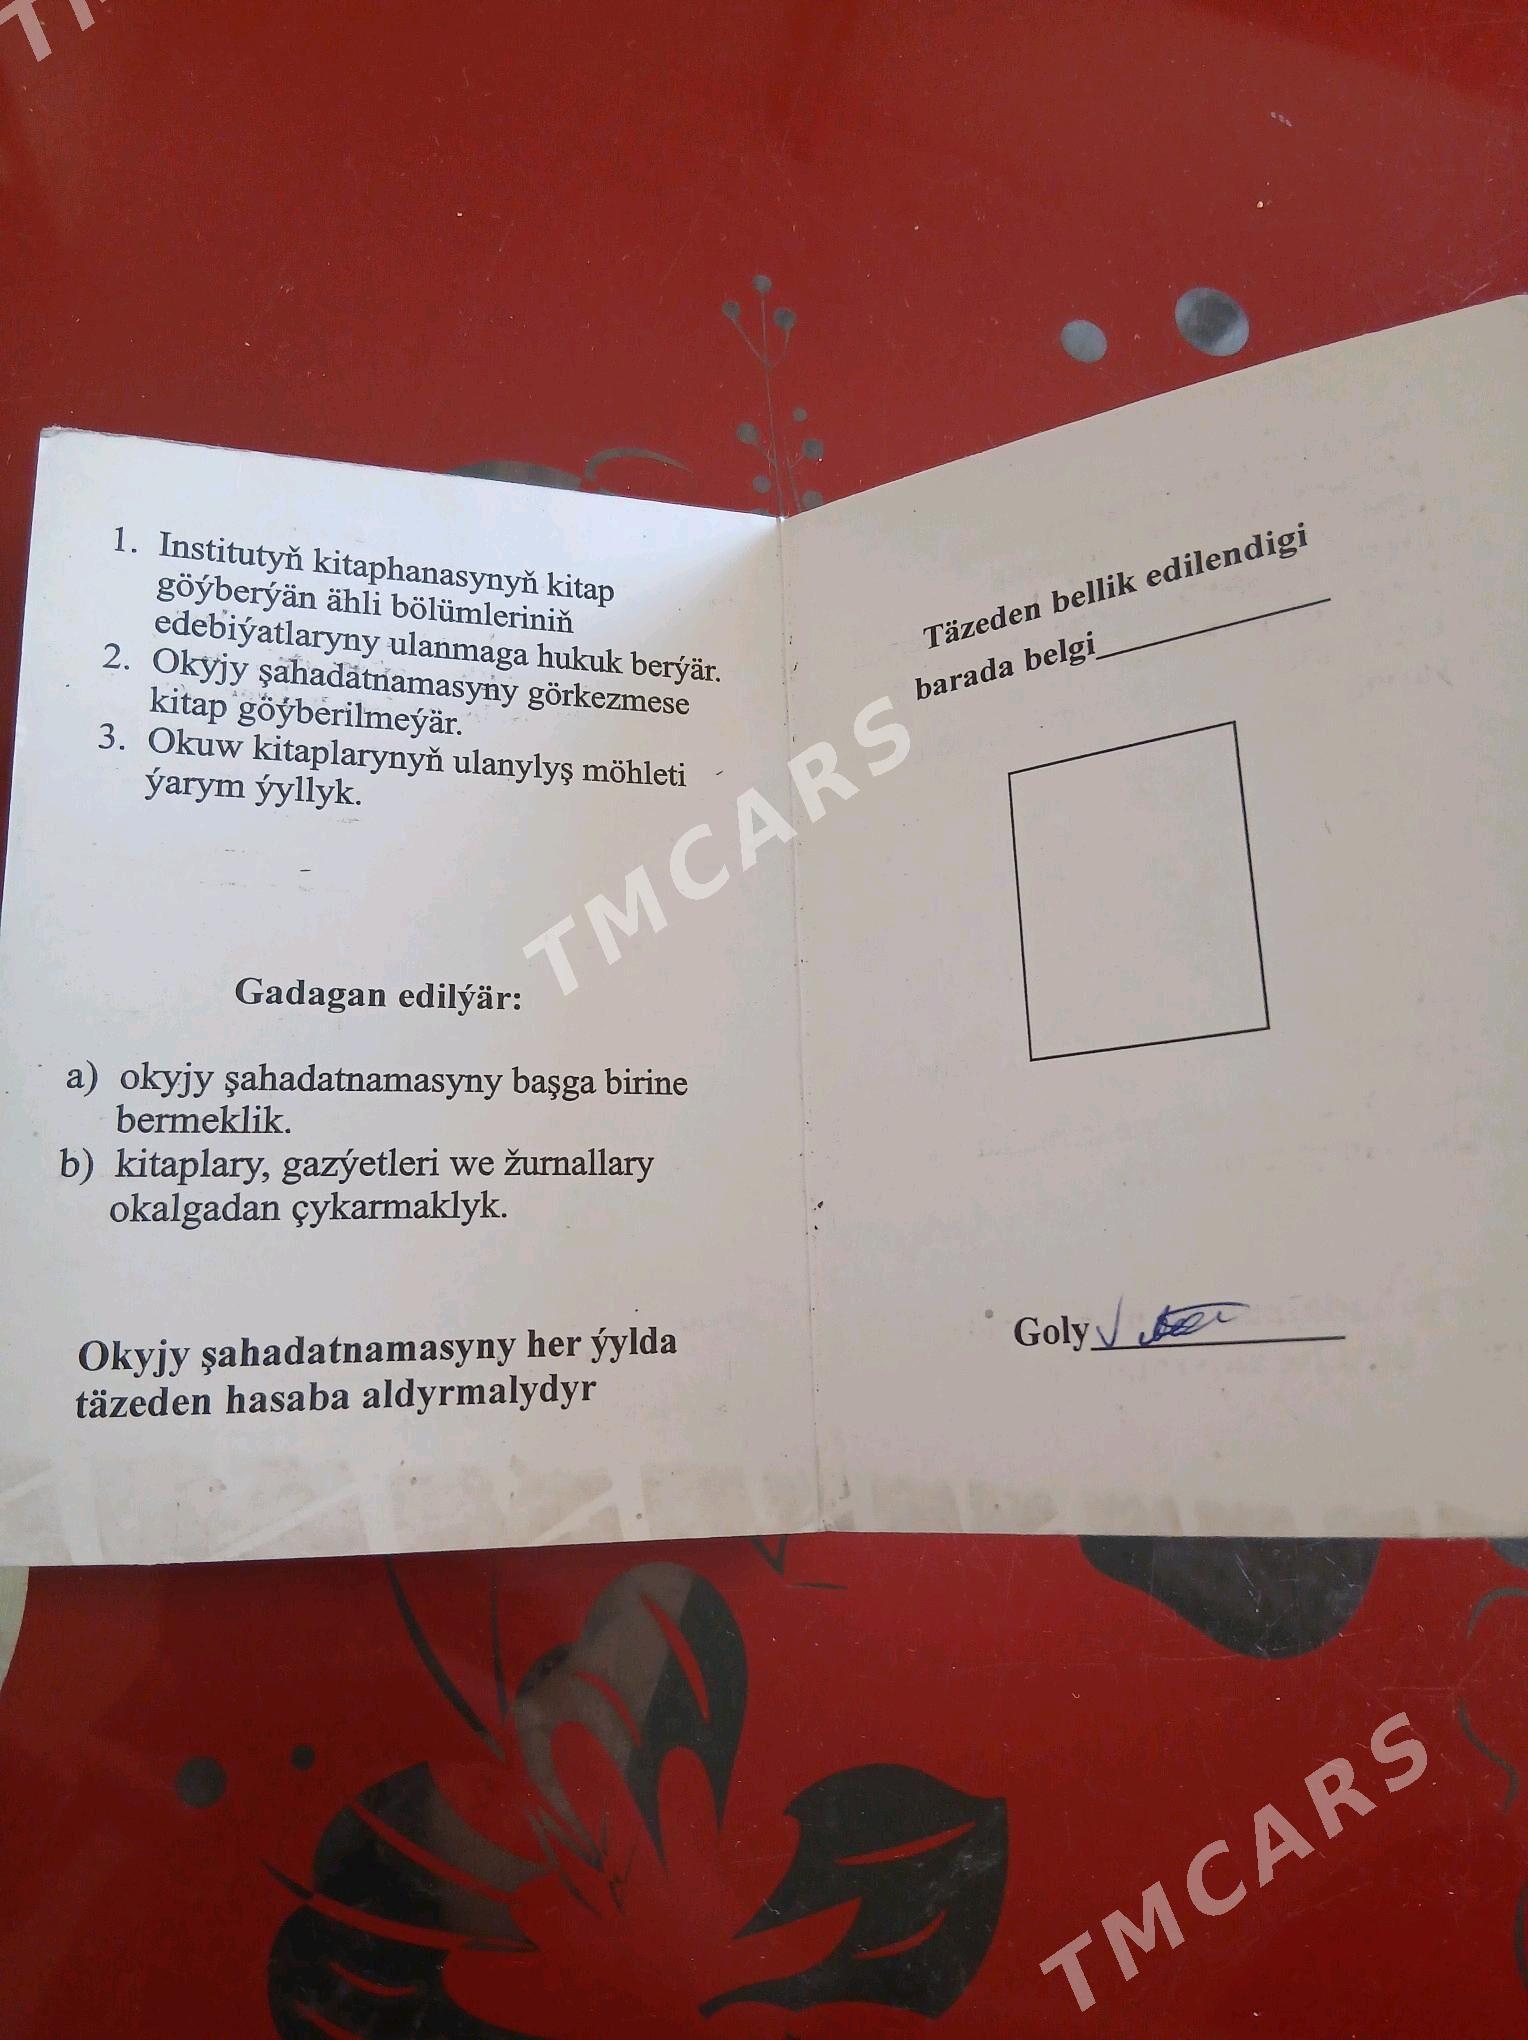 1. Institutyň kitaphanasynyň kitap
göýberýän ähli bölümleriniň
edebiýatlaryny ulanmaga hukuk berýär.
2. Okyjy şahadatnamasyny görkezmese
kitap göýberilmeýär.
3. Okuw kitaplarynyň ulanylyş möhleti
ýarym ýyllyk.
Gadagan edilýär:
a) okyjy şahadatnamasyny başga birine
bermeklik.
b) kitaplary, gazýetleri we žurnallary
okalgadan çykarmaklyk.
Okyjy şahadatnamasyny her ýylda
täzeden hasaba aldyrmalydyr
Täzeden bellik edilendigi
barada belgi
Goly
TMCARS
TMCARS